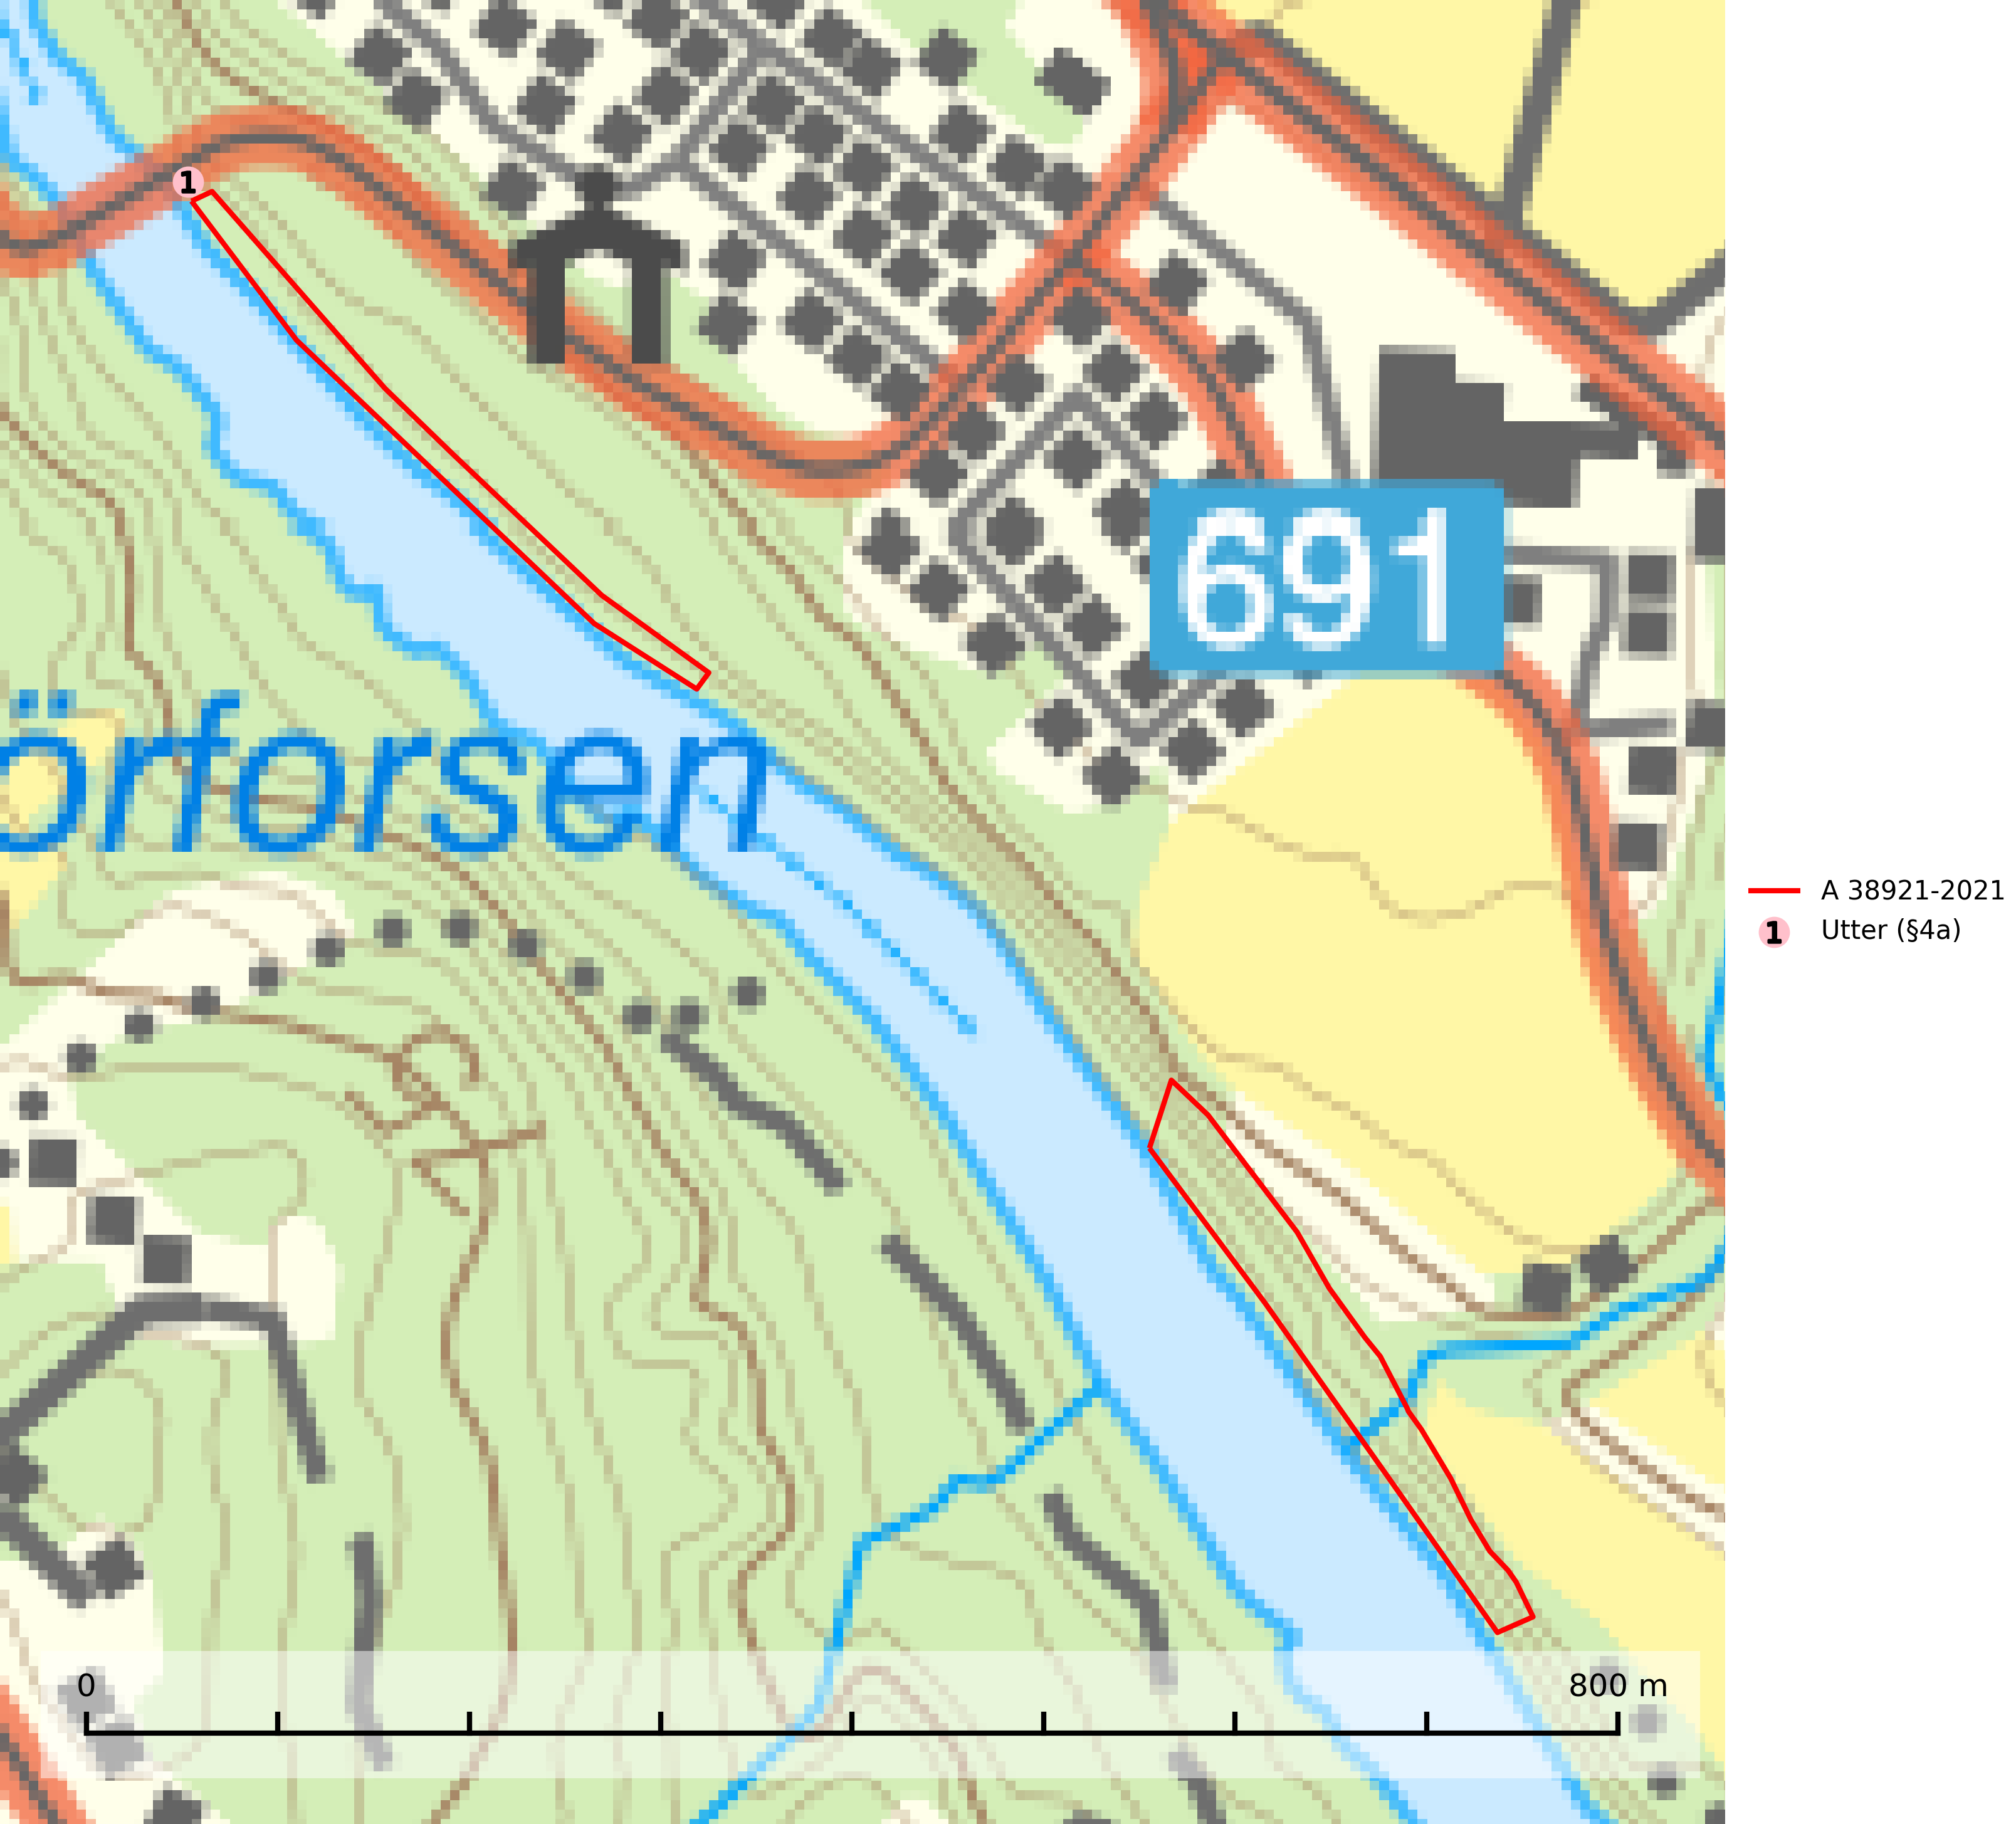 1
691
örforsen
A 38921-2021
1 Utter (§4a)
0 800 m